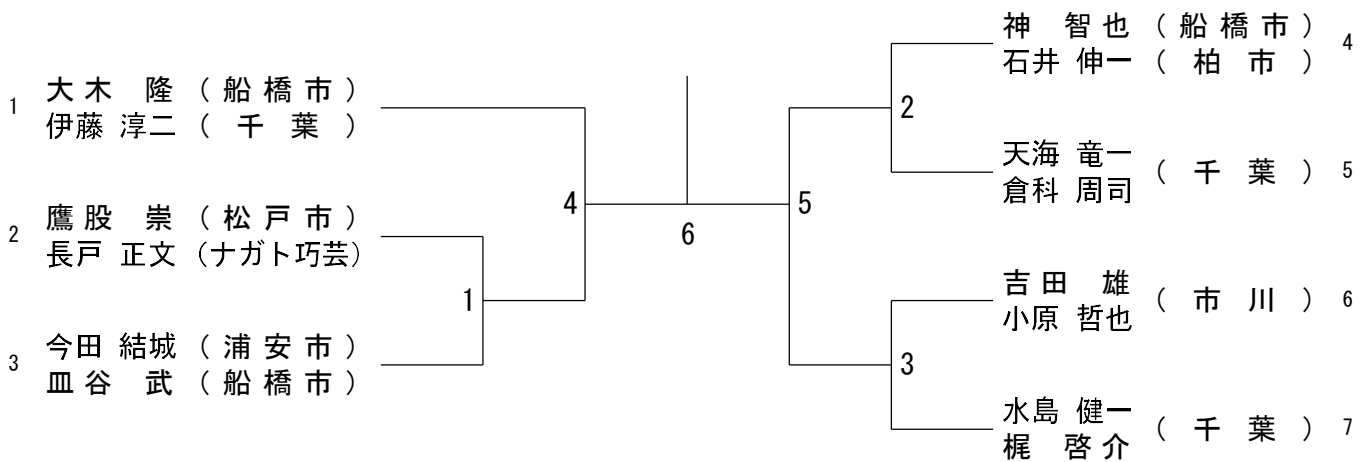 1 大木 隆 (船橋市)
伊藤 淳二 (千葉)
2 鷹股 崇 (松戸市)
長戸 正文 (ナガト巧芸)
3 今田 結城 (浦安市)
皿谷 武 (船橋市)
1
4
6
5
2
3
神 智也 (船橋市) 4
石井 伸一 (柏市)
天海 竜一
倉科 周司 (千葉) 5
吉田 雄
小原 哲也 (市川) 6
水島 健一
梶 啓介 (千葉) 7